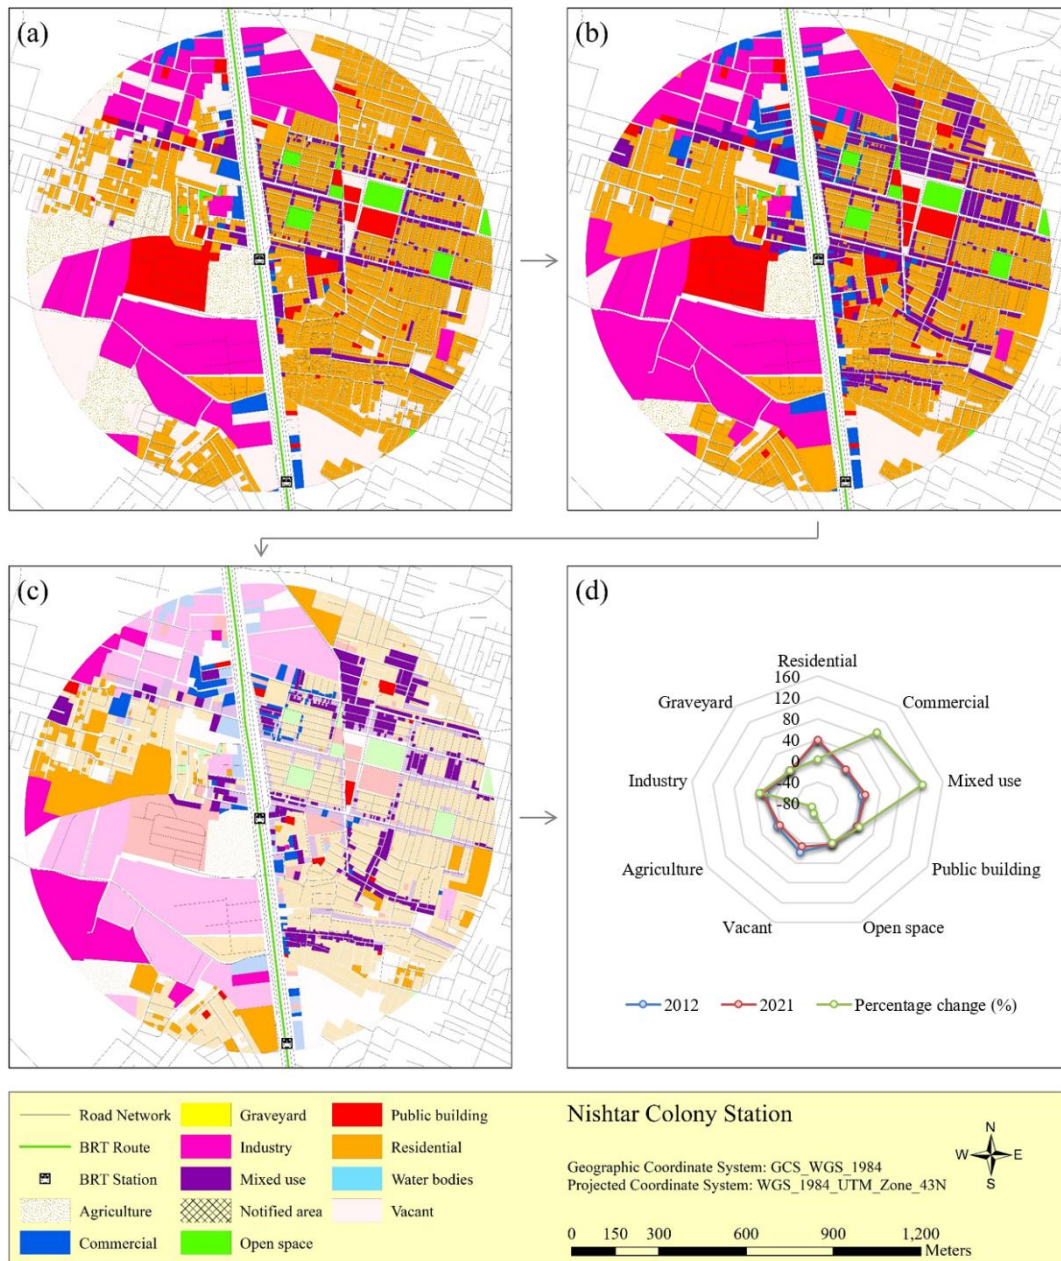 (a)
(b)
(c)
(d)
Residential
160
120
80
40
0
-40
-80
Commercial
Mixed use
Public building
Open space
Vacant
Agriculture
Industry
Graveyard
2012
2021
Percentage change (%)
Road Network
BRT Route
BRT Station
Agriculture
Commercial
Graveyard
Industry
Mixed use
Notified area
Open space
Public building
Residential
Water bodies
Vacant
Nishtar Colony Station
Geographic Coordinate System: GCS_WGS_1984
Projected Coordinate System: WGS_1984_UTM_Zone_43N
N
W E
S
0 150 300 600 900 1,200
Meters